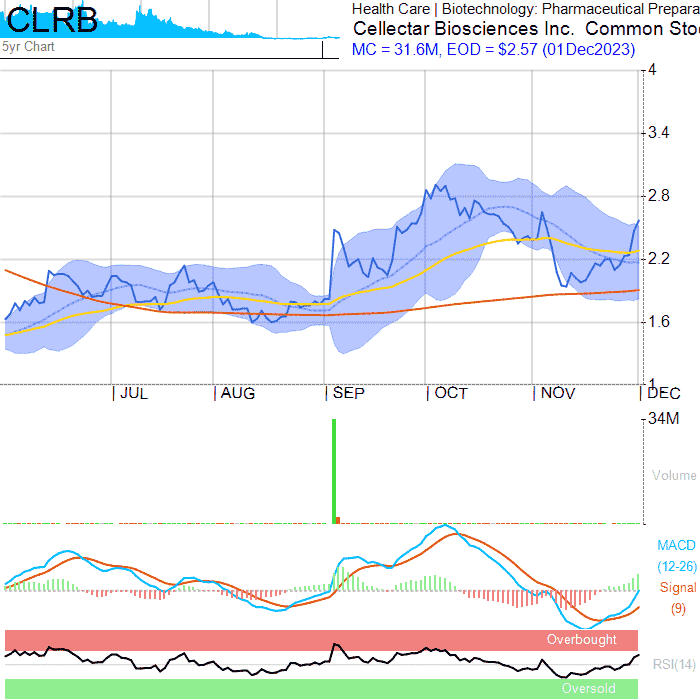 CLRB
Health Care | Biotechnology: Pharmaceutical Prepara
Cellectar Biosciences Inc. Common Sto
5yr Chart
MC = 31.6M, EOD = $2.57 (01Dec2023)
4
3.4
2.8
2.2
1.6
1
JUL AUG SEP OCT NOV DEC
34M
Volume
MACD
(12-26)
Signal
(9)
Overbought
RSI(14)
Oversold